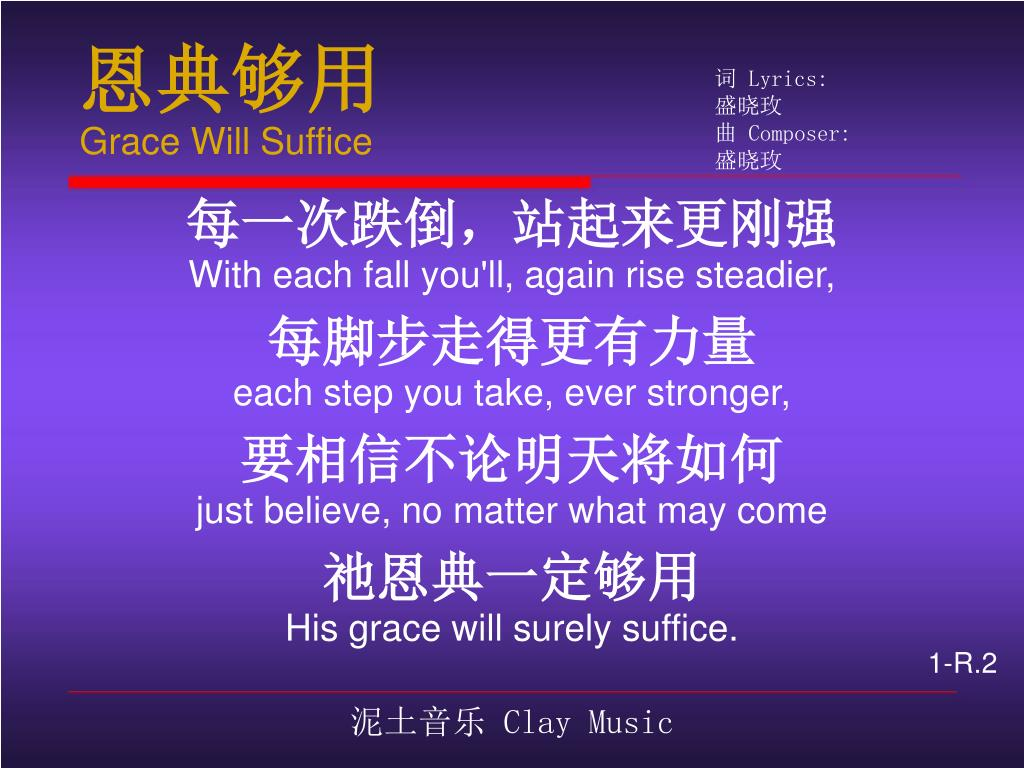 恩典够用
Grace Will Suffice
词 Lyrics:
盛晓玫
曲 Composer:
盛晓玫
每一次跌倒，站起来更刚强
With each fall you'll, again rise steadier,
每脚步走得更有力量
each step you take, ever stronger,
要相信不论明天将如何
just believe, no matter what may come
祂恩典一定够用
His grace will surely suffice.
1-R.2
泥土音乐 Clay Music